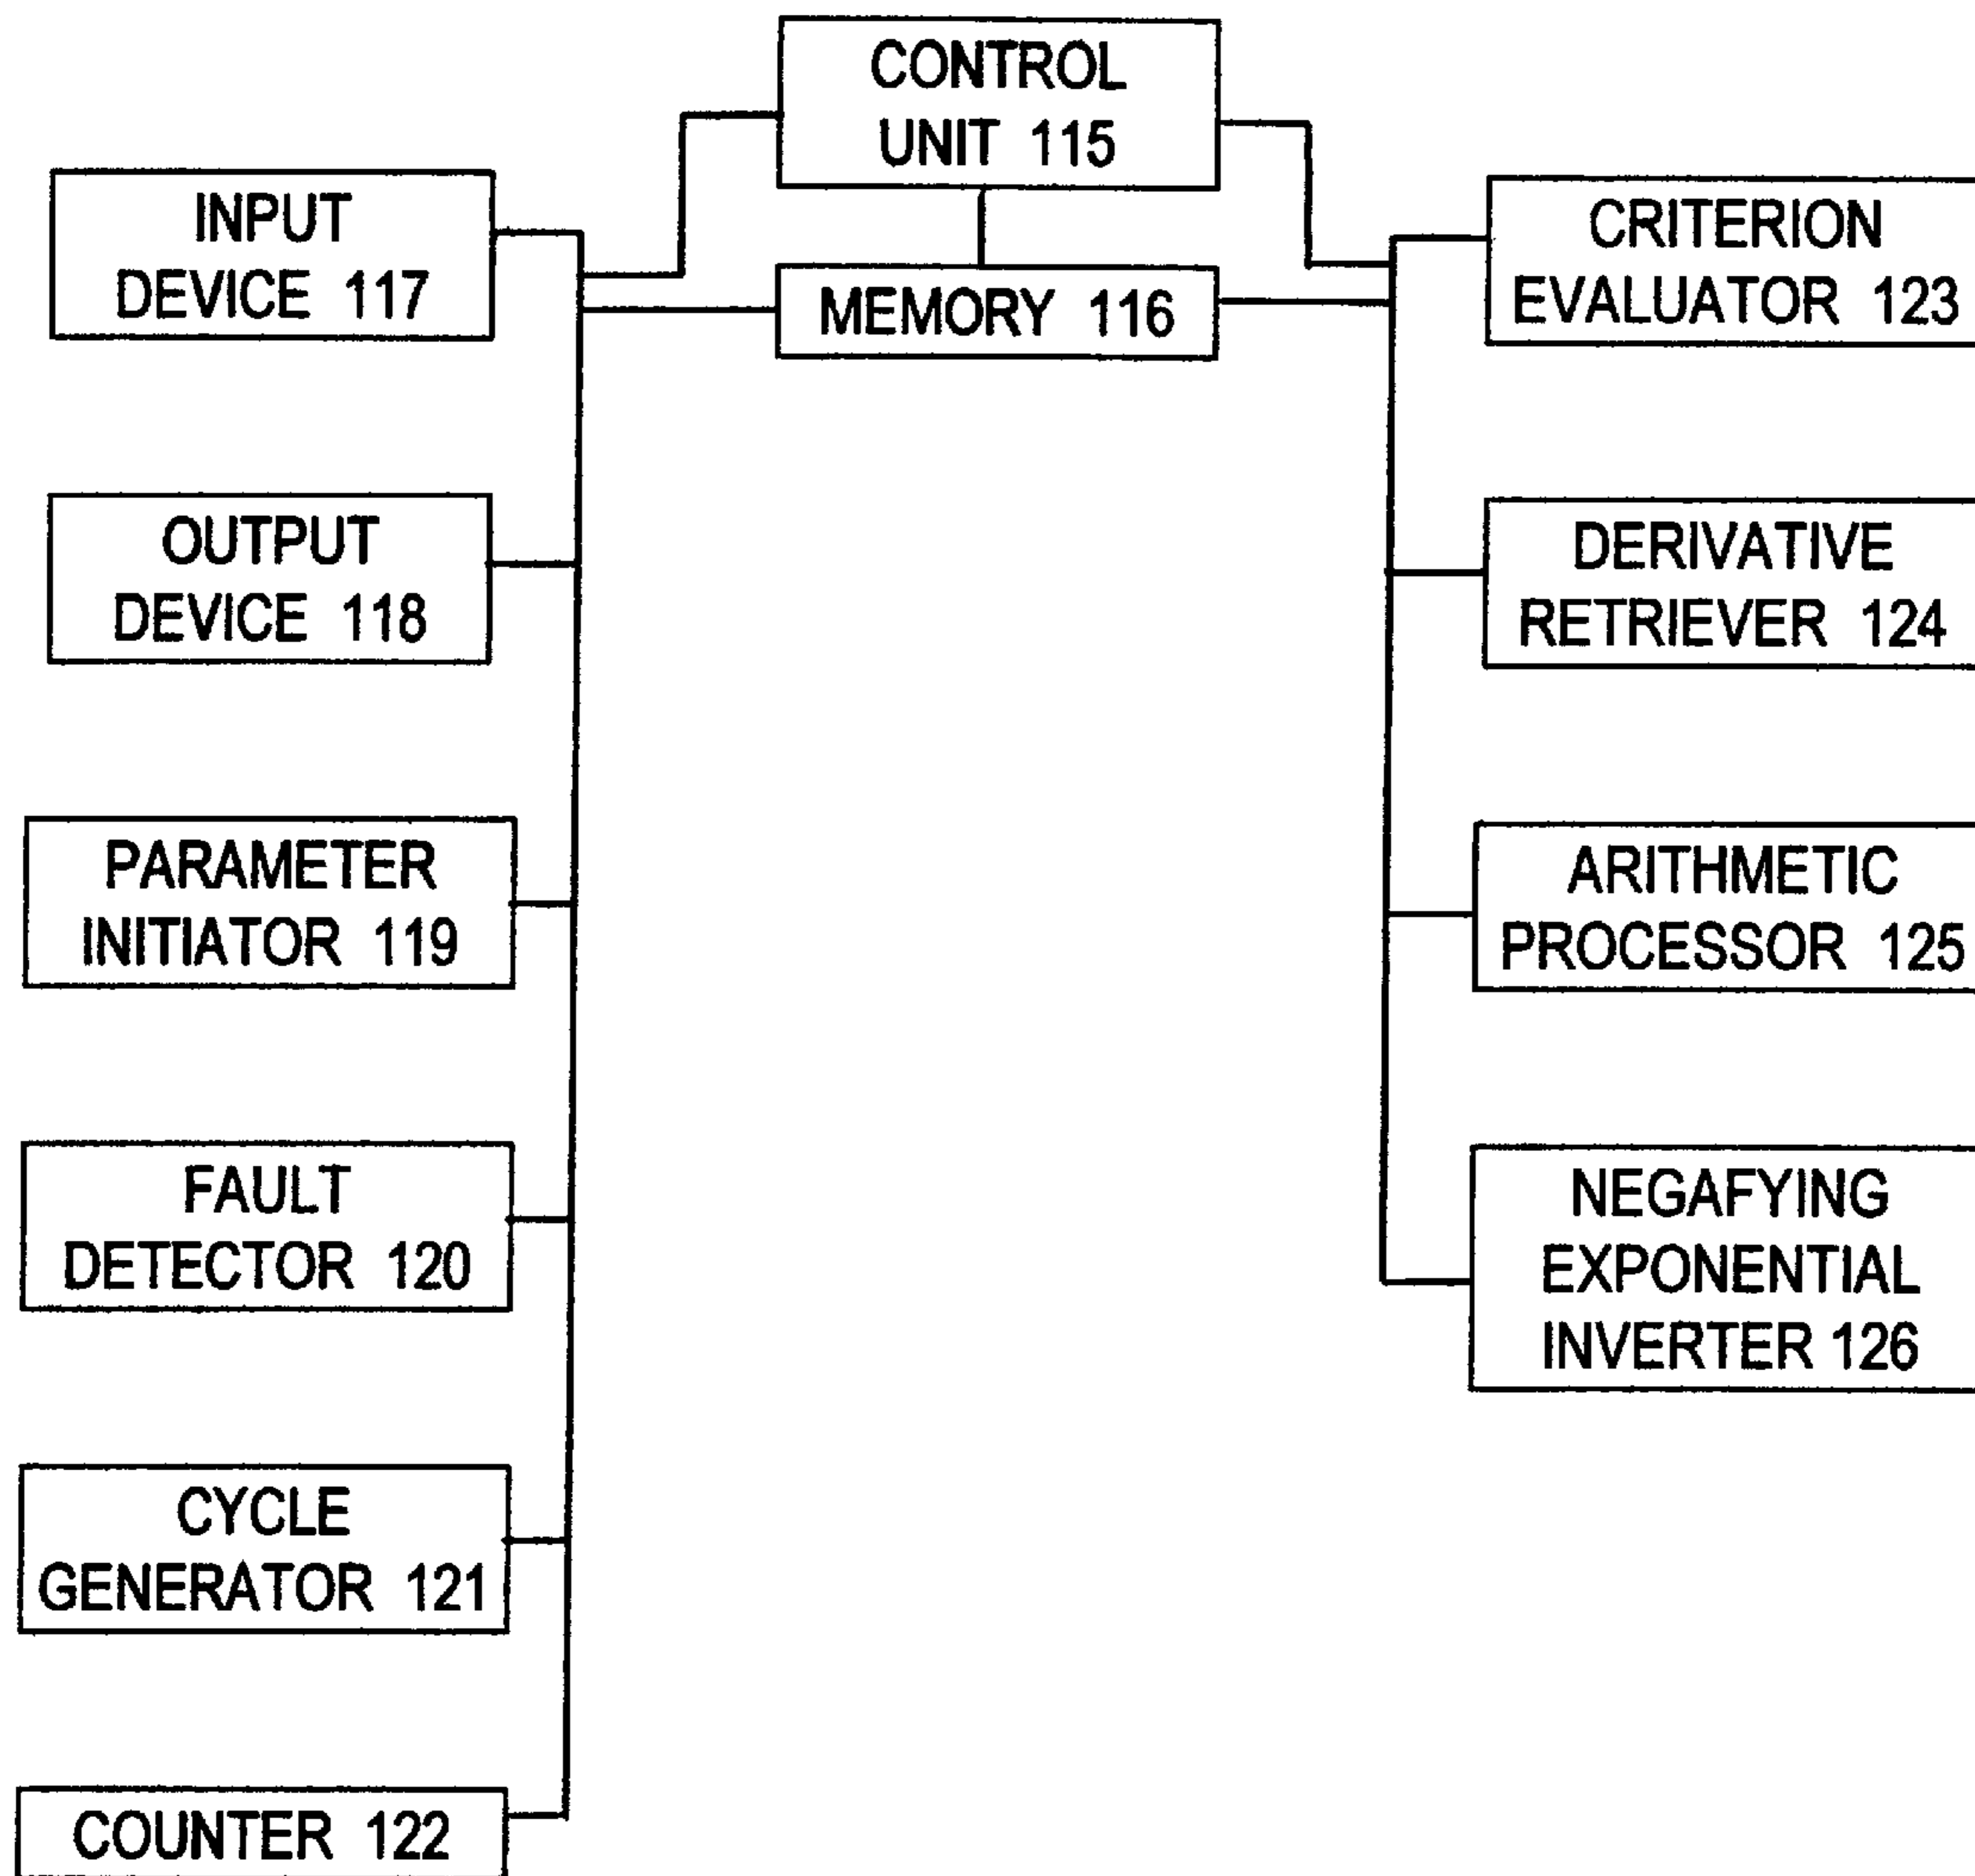 CONTROL
UNIT 115
MEMORY 116
INPUT
DEVICE 117
OUTPUT
DEVICE 118
PARAMETER
INITIATOR 119
FAULT
DETECTOR 120
CYCLE
GENERATOR 121
COUNTER 122
CRITERION
EVALUATOR 123
DERIVATIVE
RETRIEVER 124
ARITHMETIC
PROCESSOR 125
NEGAFYING
EXPONENTIAL
INVERTER 126